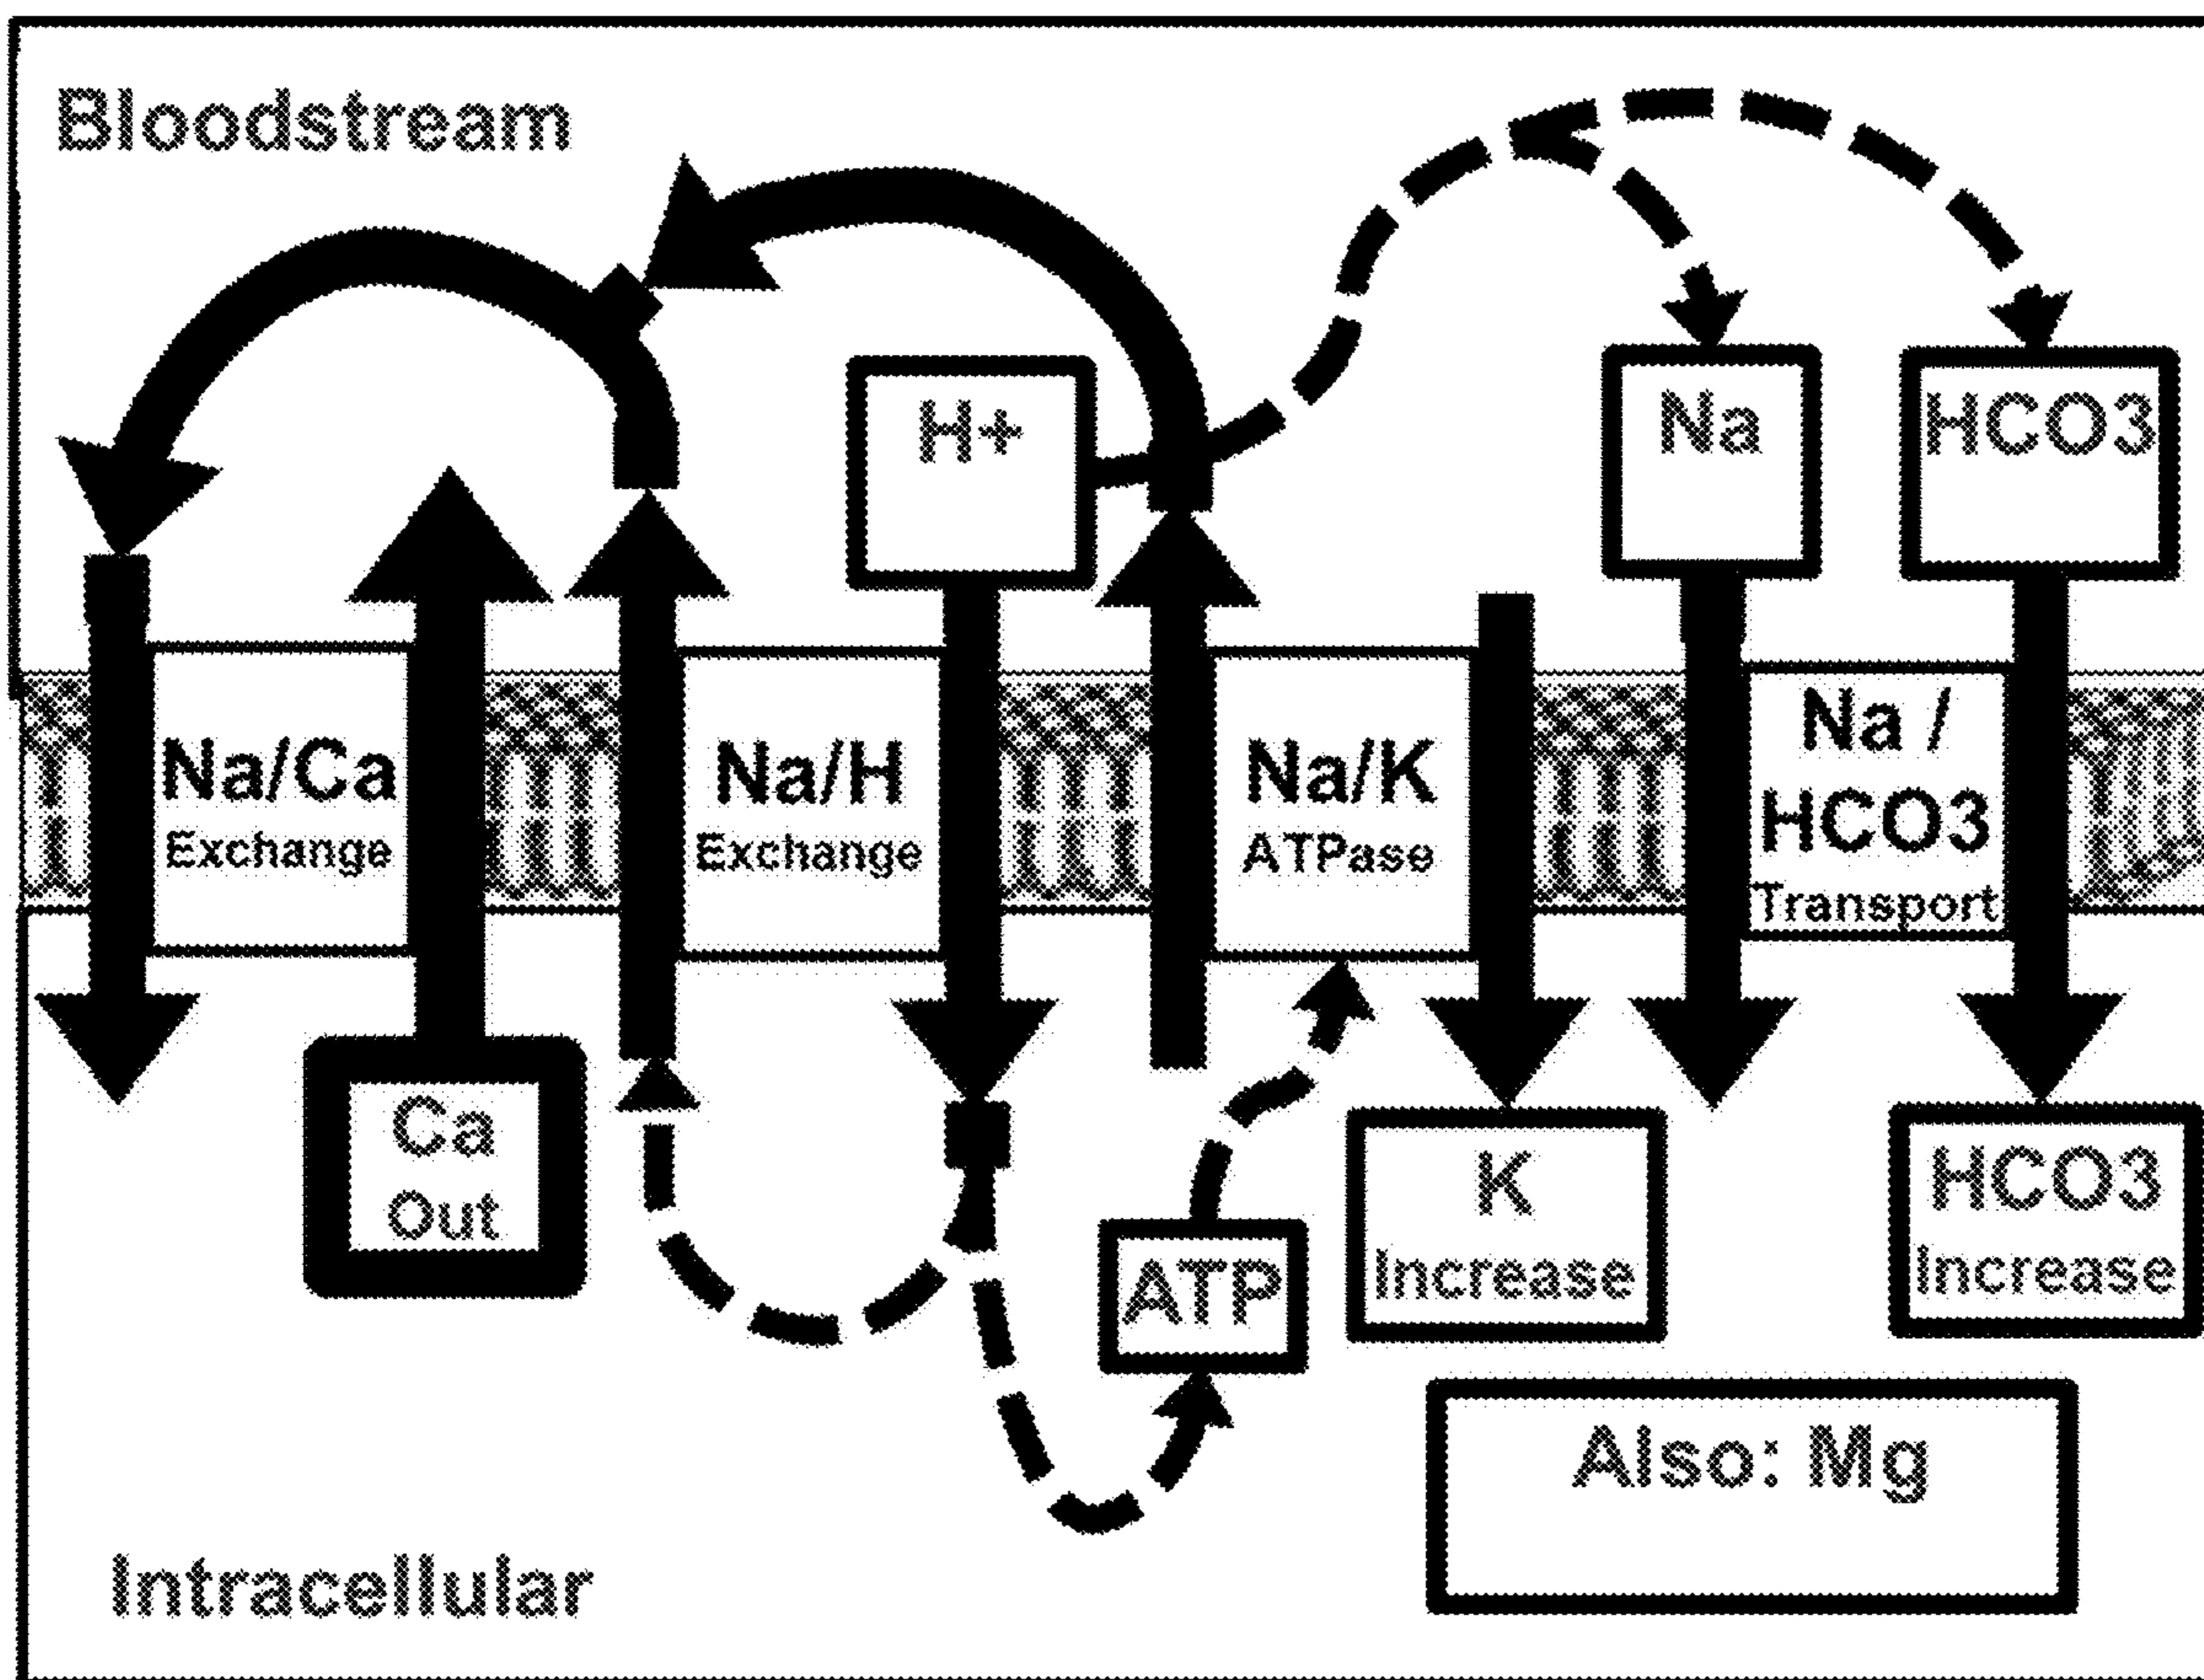 Bloodstream
H+
Na
HCO3
Na/Ca
Exchange
Na/H
Exchange
Na/K
ATPase
Na /
HCO3
Transport
Ca
Out
ATP
K
Increase
HCO3
Increase
Also: Mg
Intracellular